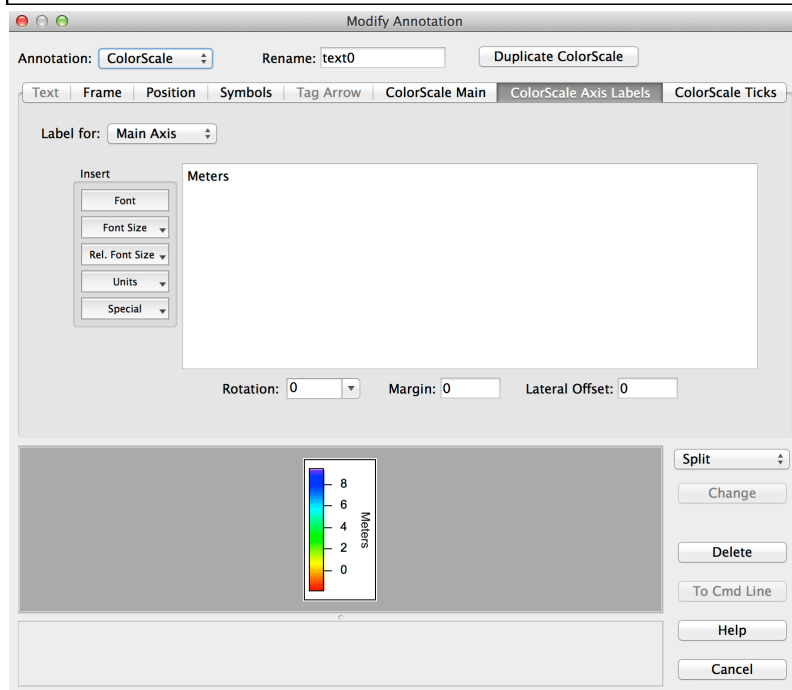 Modify Annotation
Annotation: ColorScale Rename: text0 Duplicate ColorScale
Text Frame Position Symbols Tag Arrow ColorScale Main ColorScale Axis Labels ColorScale Ticks
Label for: Main Axis
Insert
Font
Font Size
Rel. Font Size
Units
Special
Meters
Rotation: 0 Margin: 0 Lateral Offset: 0
8
6
4
2
0
Meters
Split
Change
Delete
To Cmd Line
Help
Cancel